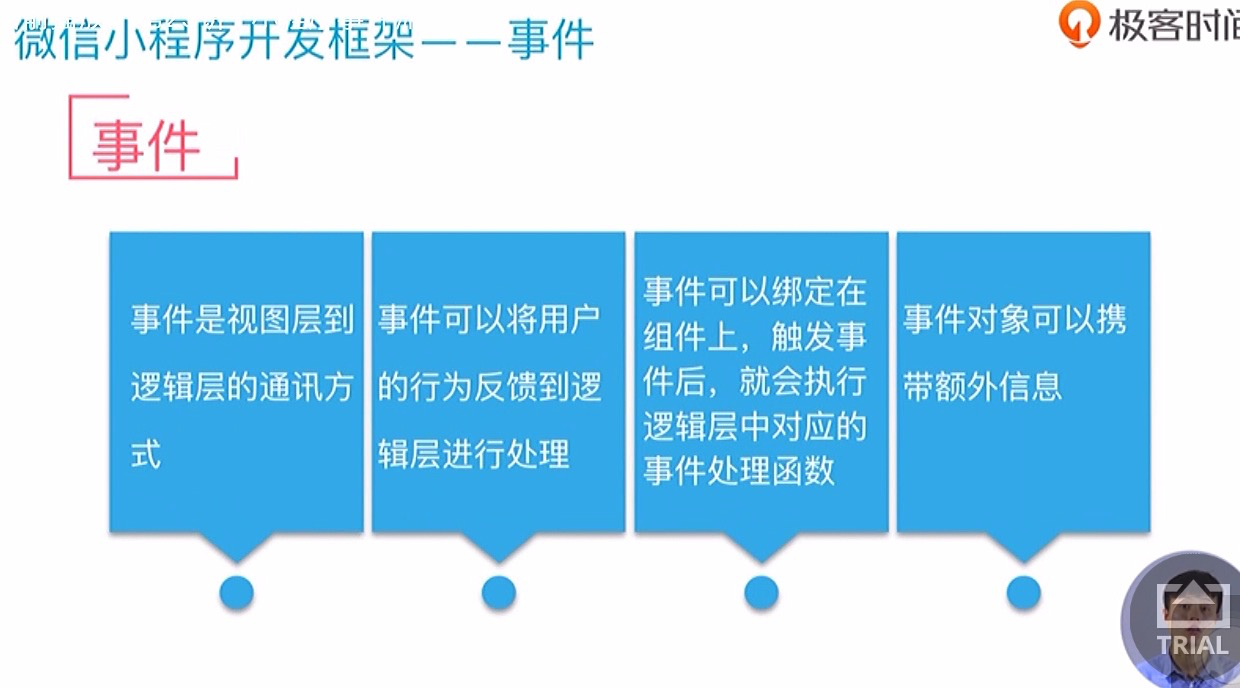 微信小程序开发框架——事件
极客时间
事件
事件是视图层到
逻辑层的通讯方
式
事件可以将用户
的行为反馈到逻
辑层进行处理
事件可以绑定在
组件上，触发事
件后，就会执行
逻辑层中对应的
事件处理函数
事件对象可以携
带额外信息
TRIAL